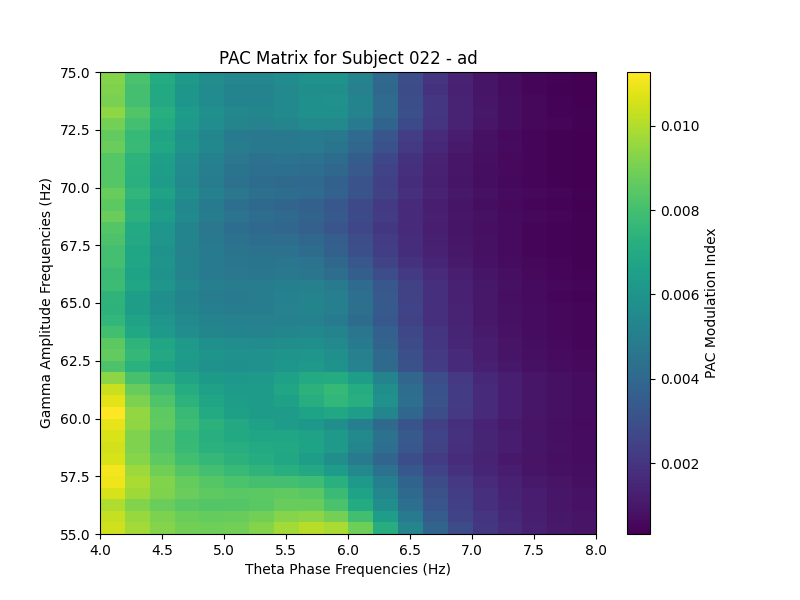 PAC Matrix for Subject 022 - ad
75.0
72.5
70.0
67.5
65.0
62.5
60.0
57.5
55.0
Gamma Amplitude Frequencies (Hz)
4.0 4.5 5.0 5.5 6.0 6.5 7.0 7.5 8.0
Theta Phase Frequencies (Hz)
0.010
0.008
0.006
0.004
0.002
PAC Modulation Index